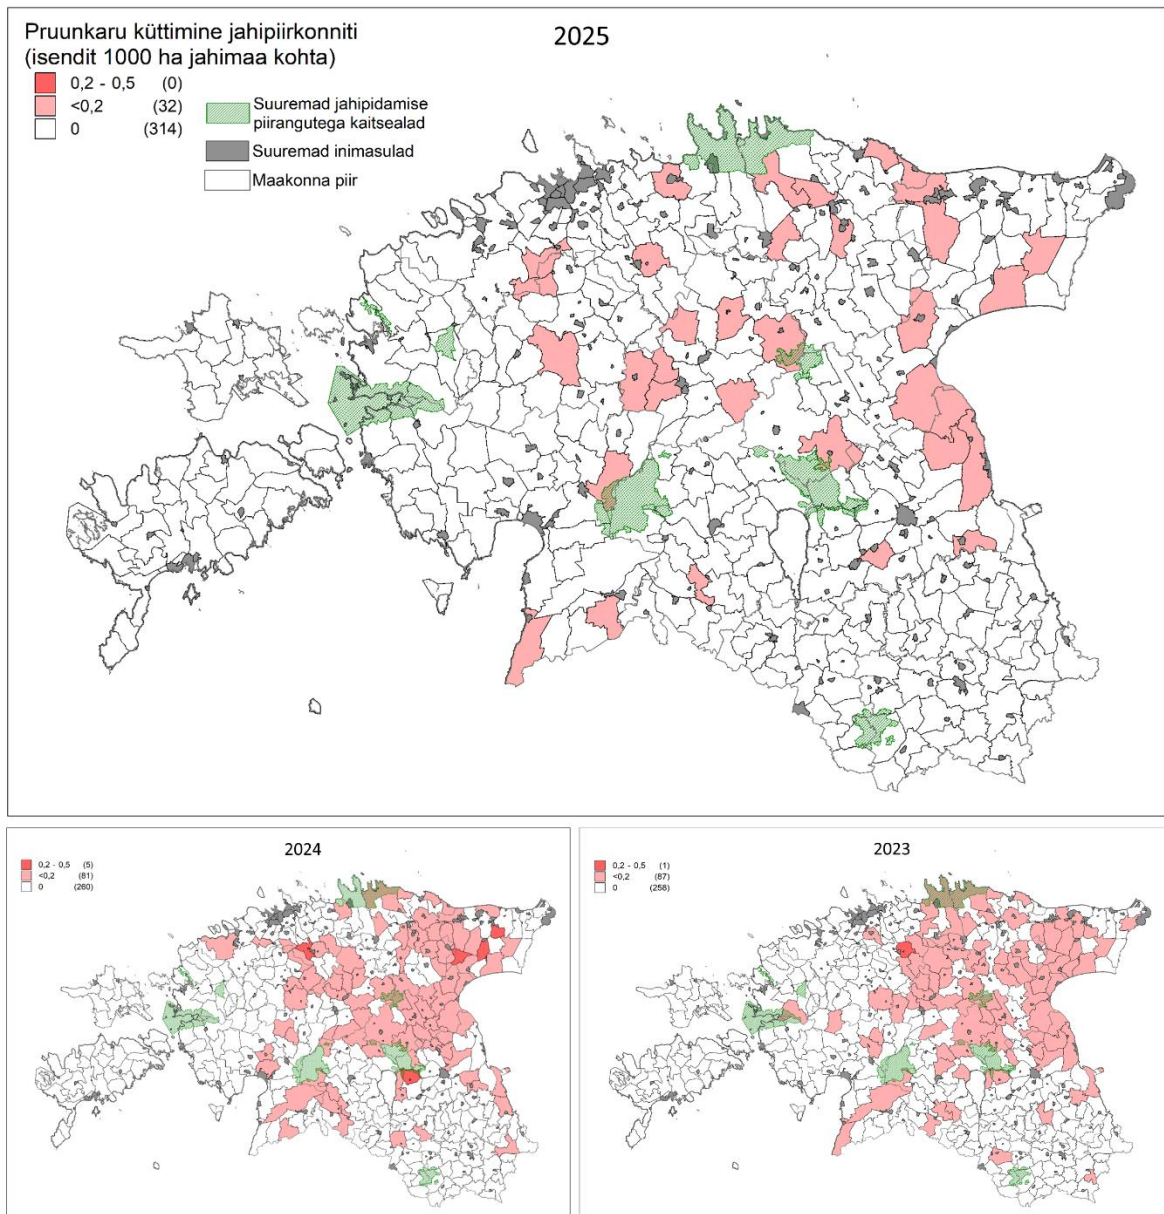 Pruunkaru küttimine jahipiirkonniti
(isendit 1000 ha jahimaa kohta)
2025
0,2 - 0,5 (0)
<0,2 (32)
0 (314)
Suuremad jahipidamise
piirangutega kaitsealad
Suuremad inimasulad
Maakonna piir
2024
0,2 - 0,5 (5)
<0,2 (81)
0 (260)
2023
0,2 - 0,5 (1)
<0,2 (87)
0 (258)